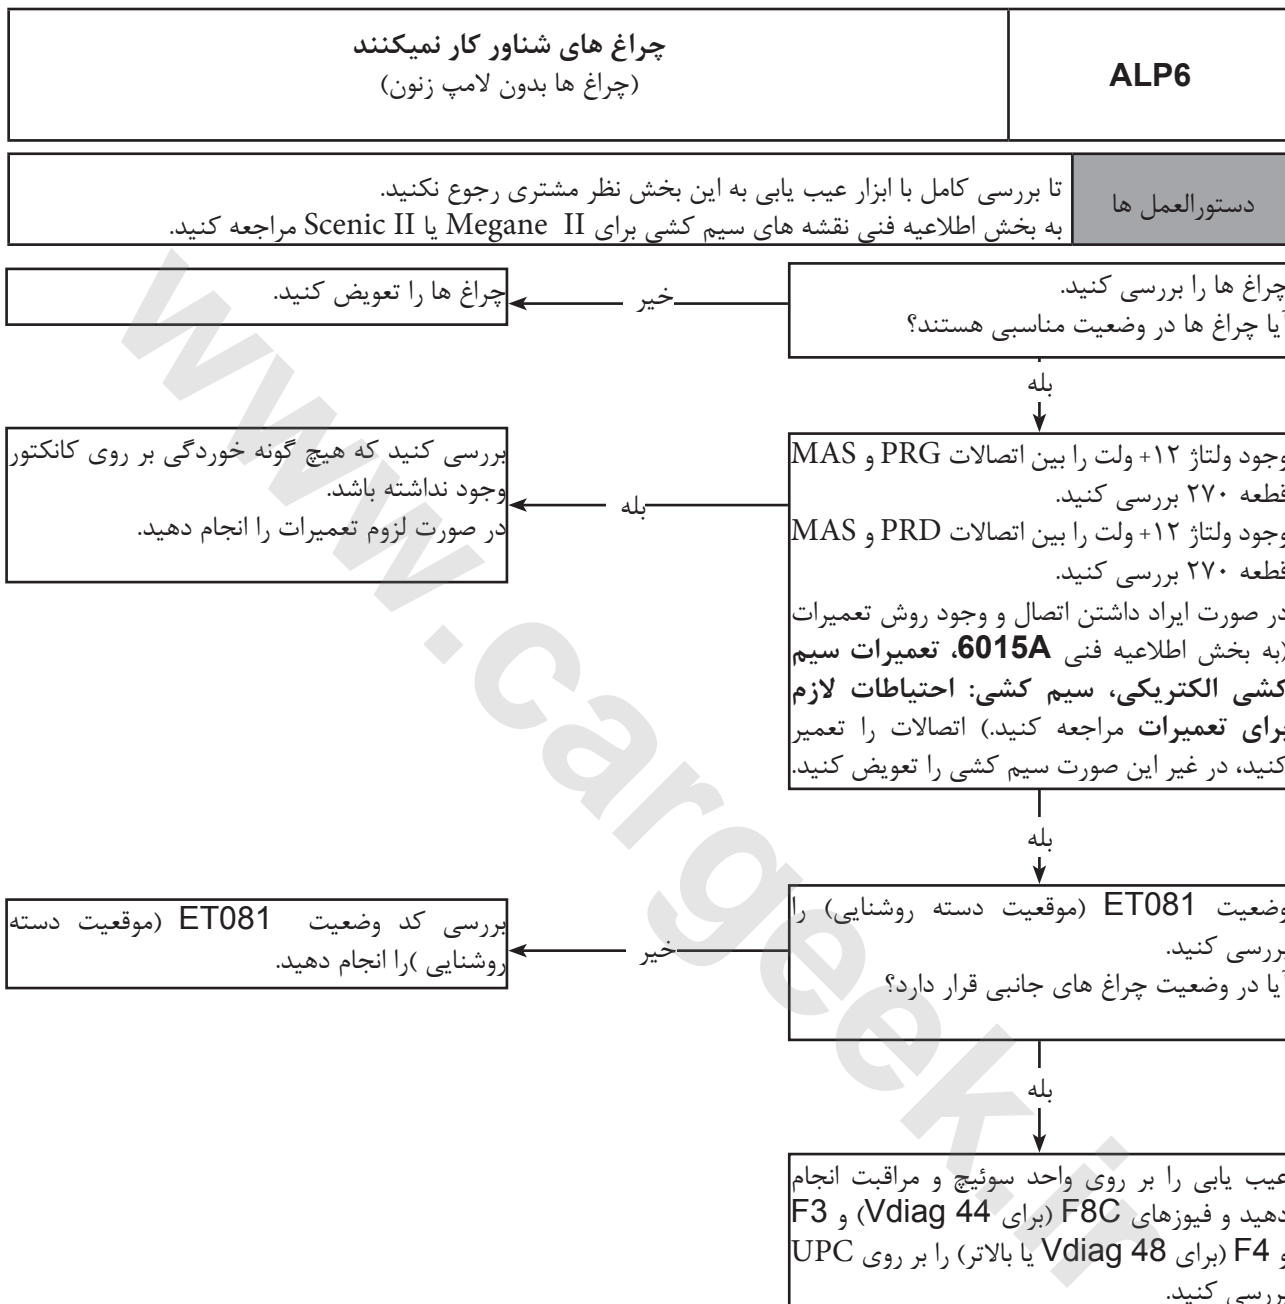 ALP6
چراغ های شناور کار نمیکنند
(چراغ ها بدون لامپ زنون)
دستورالعمل ها
تا بررسی کامل با ابزار عیب یابی به این بخش نظر مشتری رجوع نکنید.
به بخش اطلاعیه فنی نقشه های سیم کشی برای Megane II یا Scenic II مراجعه کنید.
چراغ ها را بررسی کنید.
آیا چراغ ها در وضعیت مناسبی هستند؟
خیر
چراغ ها را تعویض کنید.
بله
وجود ولتاژ ۱۲+ ولت را بین اتصالات PRG و MAS
قطعه ۲۷۰ بررسی کنید.
وجود ولتاژ ۱۲+ ولت را بین اتصالات PRD و MAS
قطعه ۲۷۰ بررسی کنید.
در صورت ایراد داشتن اتصال و وجود روش تعمیرات
(به بخش اطلاعیه فنی 6015A، تعمیرات سیم
کشی الکتریکی، سیم کشی: احتیاطات لازم
برای تعمیرات مراجعه کنید.) اتصالات را تعمیر
کنید، در غیر این صورت سیم کشی را تعویض کنید.
بله
بررسی کنید که هیچ گونه خوردگی بر روی کانکتور
وجود نداشته باشد.
در صورت لزوم تعمیرات را انجام دهید.
بله
وضعیت ET081 (موقعیت دسته روشنایی) را
بررسی کنید.
آیا در وضعیت چراغ های جانبی قرار دارد؟
خیر
بررسی کد وضعیت ET081 (موقعیت دسته
روشنایی )را انجام دهید.
بله
عیب یابی را بر روی واحد سوئیچ و مراقبت انجام
دهید و فیوزهای F8C (برای Vdiag 44) و F3
و F4 (برای Vdiag 48 یا بالاتر) را بر روی UPC
بررسی کنید.
www.cargeek.ir